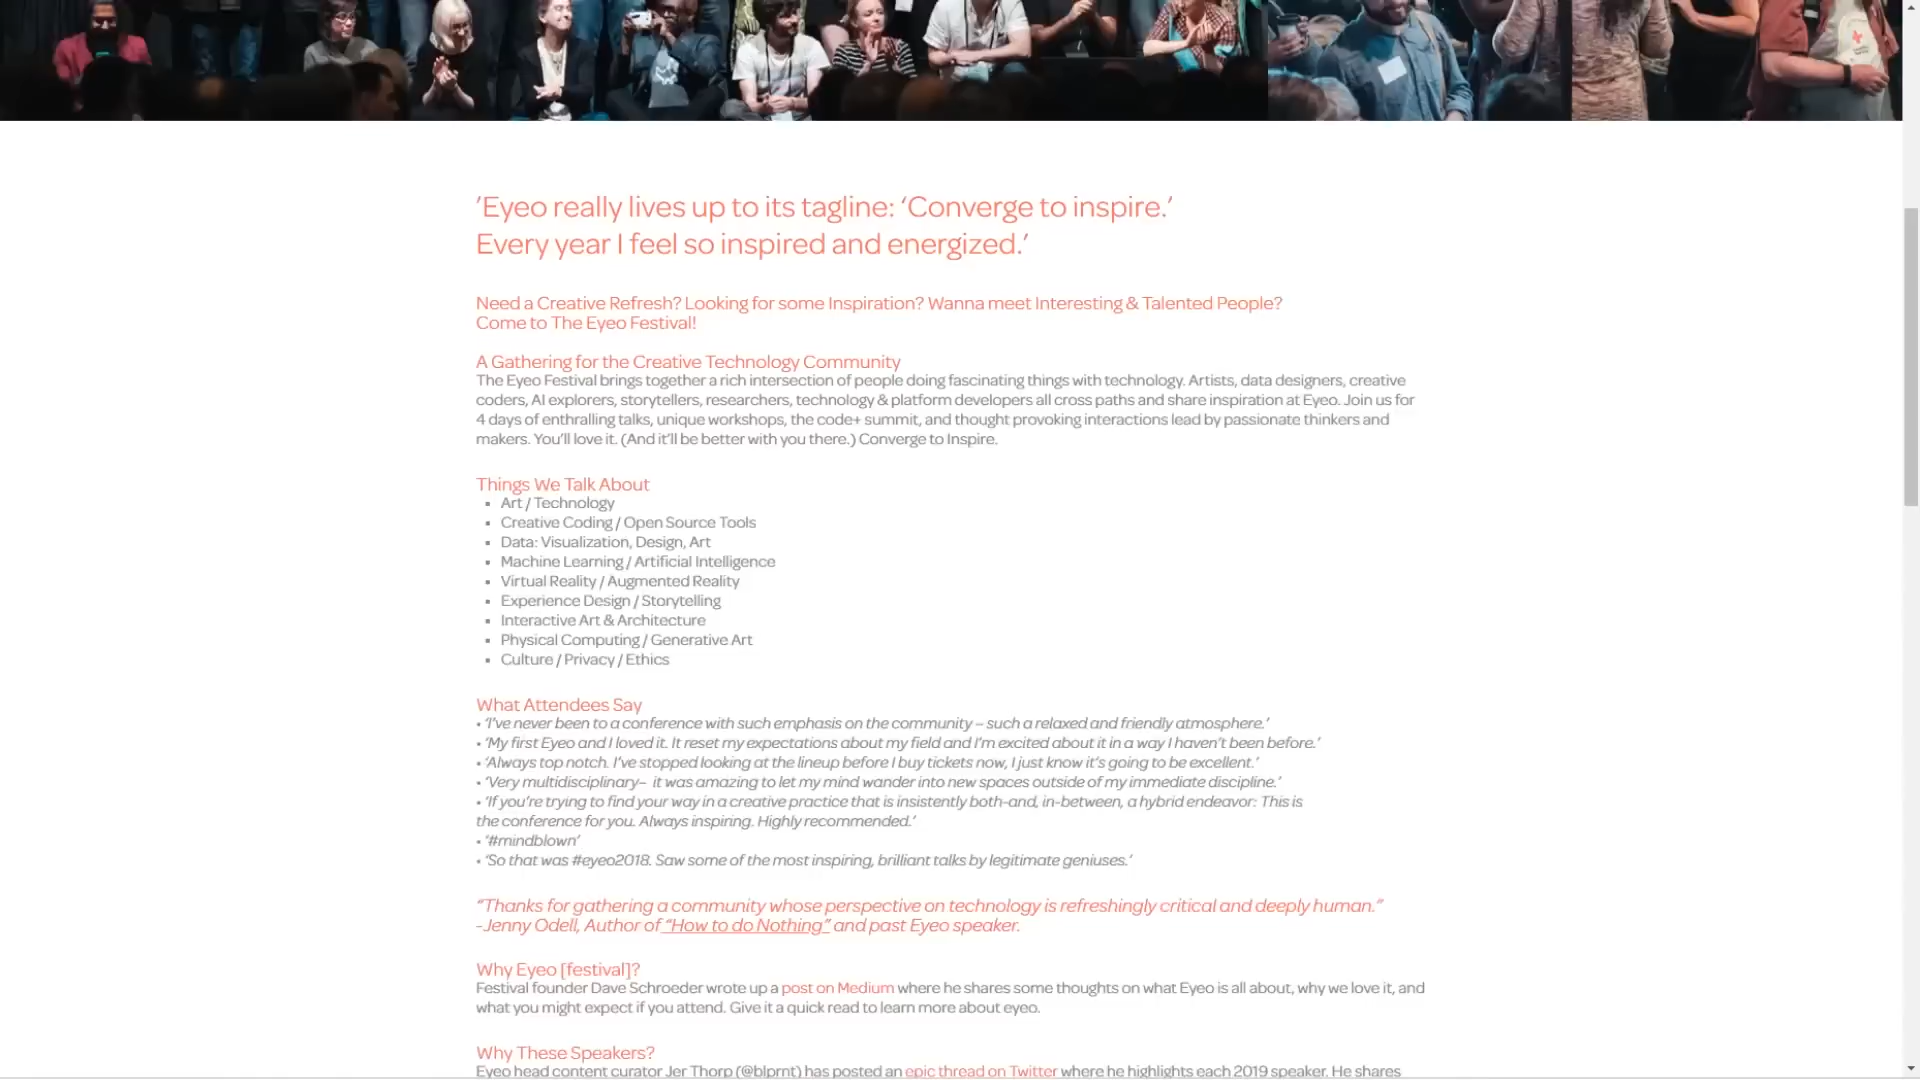 'Eyeo really lives up to its tagline: 'Converge to inspire.'
Every year I feel so inspired and energized.'
Need a Creative Refresh? Looking for some Inspiration? Wanna meet Interesting & Talented People?
Come to The Eyeo Festival!
A Gathering for the Creative Technology Community
The Eyeo Festival brings together a rich intersection of people doing fascinating things with technology. Artists, data designers, creative
coders, AI explorers, storytellers, researchers, technology & platform developers all cross paths and share inspiration at Eyeo. Join us for
4 days of enthralling talks, unique workshops, the code+ summit, and thought provoking interactions lead by passionate thinkers and
makers. You'll love it. (And it'll be better with you there.) Converge to Inspire.
Things We Talk About
▪ Art / Technology
▪ Creative Coding / Open Source Tools
▪ Data: Visualization, Design, Art
▪ Machine Learning / Artificial Intelligence
▪ Virtual Reality / Augmented Reality
▪ Experience Design / Storytelling
▪ Interactive Art & Architecture
▪ Physical Computing / Generative Art
▪ Culture / Privacy / Ethics
What Attendees Say
• 'I've never been to a conference with such emphasis on the community – such a relaxed and friendly atmosphere.'
• 'My first Eyeo and I loved it. It reset my expectations about my field and I'm excited about it in a way I haven't been before.'
• 'Always top notch. I've stopped looking at the lineup before I buy tickets now, I just know it's going to be excellent.'
• 'Very multidisciplinary– it was amazing to let my mind wander into new spaces outside of my immediate discipline.'
• 'If you're trying to find your way in a creative practice that is insistently both-and, in-between, a hybrid endeavor: This is
the conference for you. Always inspiring. Highly recommended.'
• '#mindblown'
• 'So that was #eyeo2018. Saw some of the most inspiring, brilliant talks by legitimate geniuses.'
"Thanks for gathering a community whose perspective on technology is refreshingly critical and deeply human."
-Jenny Odell, Author of "How to do Nothing" and past Eyeo speaker.
Why Eyeo [festival]?
Festival founder Dave Schroeder wrote up a post on Medium where he shares some thoughts on what Eyeo is all about, why we love it, and
what you might expect if you attend. Give it a quick read to learn more about eyeo.
Why These Speakers?
Eyeo head content curator Jer Thorp (@blprnt) has posted an epic thread on Twitter where he highlights each 2019 speaker. He shares